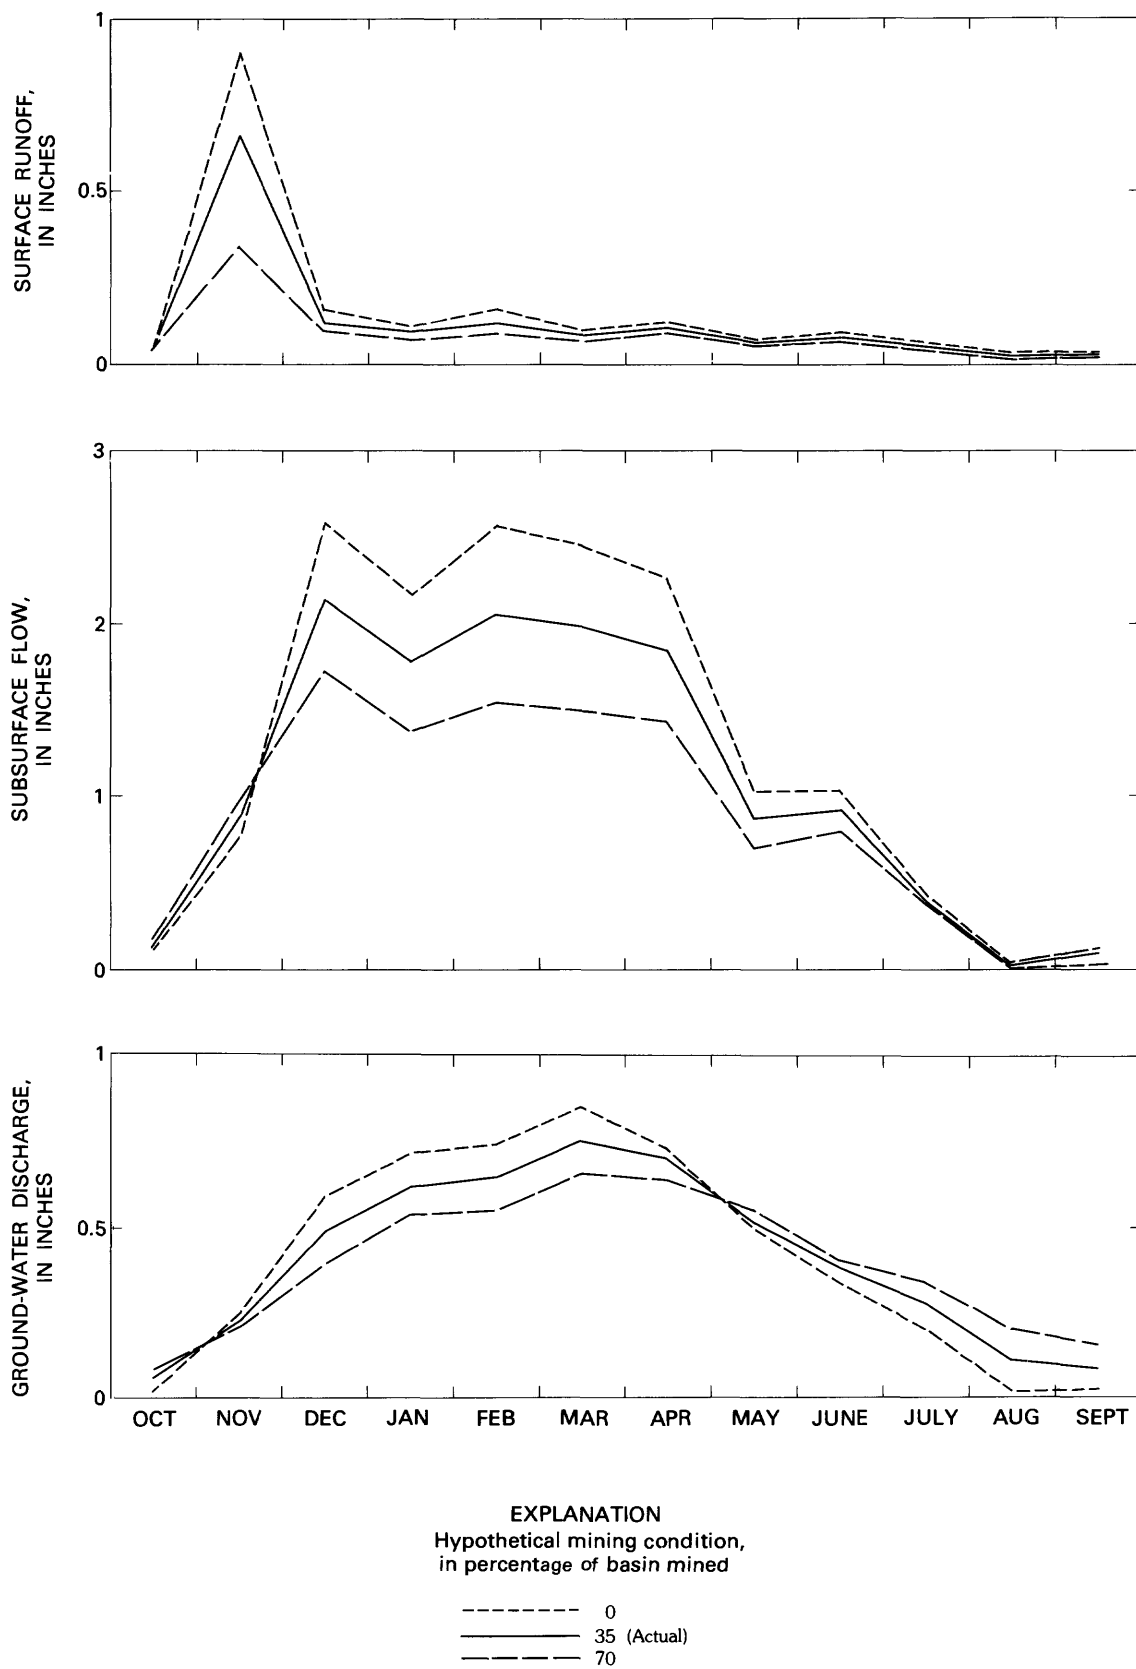 SURFACE RUNOFF,
IN INCHES
1
0.5
0
SUBSURFACE FLOW,
IN INCHES
3
2
1
0
GROUND-WATER DISCHARGE,
IN INCHES
1
0.5
0
OCT NOV DEC JAN FEB MAR APR MAY JUNE JULY AUG SEPT
EXPLANATION
Hypothetical mining condition,
in percentage of basin mined
0
35 (Actual)
70